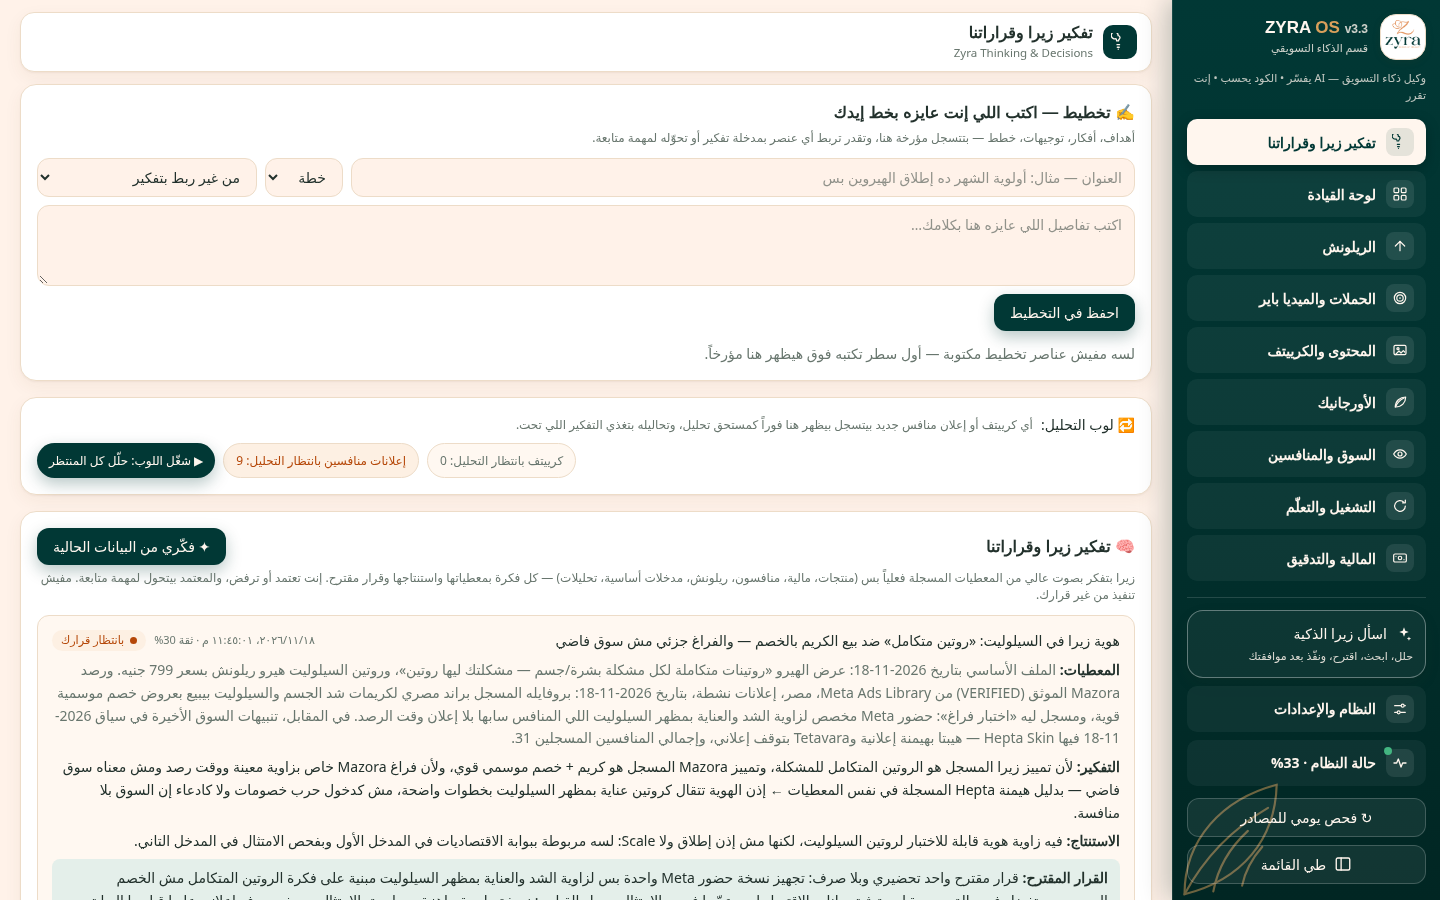 zyra
ZYRA OS v3.3
قسم الذكاء التسويقي
وكيل ذكاء التسويق — AI يفسّر • الكود يحسب • إنت
تقرر
تفكير زيرا وقراراتنا
لوحة القيادة
الريلونش
الحملات والميديا باير
المحتوى والكرييتف
الأورجانيك
السوق والمنافسين
التشغيل والتعلّم
المالية والتدقيق
اسأل زيرا الذكية
حلل، ابحث، اقترح، ونفّذ بعد موافقتك
النظام والإعدادات
حالة النظام · 33%
↻ فحص يومي للمصادر
طي القائمة
تفكير زيرا وقراراتنا
Zyra Thinking & Decisions
✍️ تخطيط — اكتب اللي إنت عايزه بخط إيدك
أهداف، أفكار، توجيهات، خطط — بتتسجل مؤرخة هنا، وتقدر تربط أي عنصر بمدخلة تفكير أو تحوّله لمهمة متابعة.
العنوان — مثال: أولوية الشهر ده إطلاق الهيروين بس
خطة
من غير ربط بتفكير
اكتب تفاصيل اللي عايزه هنا بكلامك...
احفظ في التخطيط
لسه مفيش عناصر تخطيط مكتوبة — أول سطر تكتبه فوق هيظهر هنا مؤرخاً.
🔁 لوب التحليل: أي كرييتف أو إعلان منافس جديد بيتسجل بيظهر هنا فوراً كمستحق تحليل، وتحاليله بتغذي التفكير اللي تحت.
كرييتف بانتظار التحليل: 0
إعلانات منافسين بانتظار التحليل: 9
▶ شغّل اللوب: حلّل كل المنتظر
🧠 تفكير زيرا وقراراتنا
✦ فكّري من البيانات الحالية
زيرا بتفكر بصوت عالي من المعطيات المسجلة فعلياً بس (منتجات، مالية، منافسون، ريلونش، مدخلات أساسية، تحليلات) — كل فكرة بمعطياتها واستنتاجها وقرار مقترح. إنت تعتمد أو ترفض، والمعتمد بيتحول لمهمة متابعة. مفيش
تنفيذ من غير قرارك.
هوية زيرا في السيلوليت: «روتين متكامل» ضد بيع الكريم بالخصم — والفراغ جزئي مش سوق فاضي
١٨‏/١١‏/٢٠٢٦، ١١:٤٥:٠١ م · ثقة 30%
بانتظار قرارك
المعطيات: الملف الأساسي بتاريخ 2026-11-18: عرض الهيرو «روتينات متكاملة لكل مشكلة بشرة/جسم — مشكلتك ليها روتين»، وروتين السيلوليت هيرو ريلونش بسعر 799 جنيه. ورصد
Mazora الموثق (VERIFIED) من Meta Ads Library، مصر، إعلانات نشطة، بتاريخ 2026-11-18: بروفايله المسجل براند مصري لكريمات شد الجسم والسيلوليت بيبيع بعروض خصم موسمية
قوية، ومسجل ليه «اختبار فراغ»: حضور Meta مخصص لزاوية الشد والعناية بمظهر السيلوليت اللي المنافس سابها بلا إعلان وقت الرصد. في المقابل، تنبيهات السوق الأخيرة في سياق 2026-
11-18 فيها Hepta Skin — هيبتا بهيمنة إعلانية وTetavara بتوقف إعلاني، وإجمالي المنافسين المسجلين 31.
التفكير: لأن تمييز زيرا المسجل هو الروتين المتكامل للمشكلة، وتمييز Mazora المسجل هو كريم + خصم موسمي قوي، ولأن فراغ Mazora خاص بزاوية معينة ووقت رصد ومش معناه سوق
فاضي — بدليل هيمنة Hepta المسجلة في نفس المعطيات ← إذن الهوية تتقال كروتين عناية بمظهر السيلوليت بخطوات واضحة، مش كدخول حرب خصومات ولا كادعاء إن السوق بلا
منافسة.
الاستنتاج: فيه زاوية هوية قابلة للاختبار لروتين السيلوليت، لكنها مش إذن إطلاق ولا Scale: لسه مربوطة ببوابة الاقتصاديات في المدخل الأول وبفحص الامتثال في المدخل التاني.
القرار المقترح: قرار مقترح واحد تحضيري وبلا صرف: تجهيز نسخة حضور Meta واحدة بس لزاوية الشد والعناية بمظهر السيلوليت مبنية على فكرة الروتين المتكامل مش الخصم